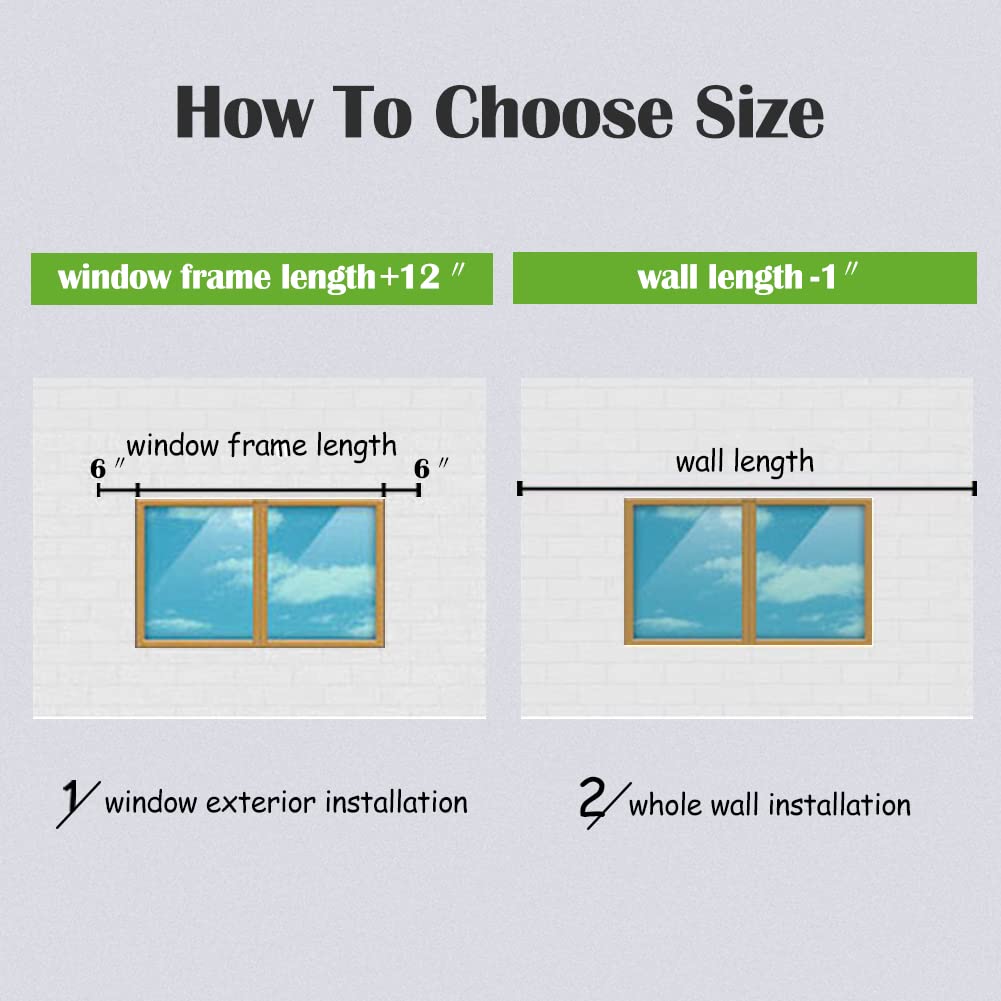 How To Choose Size
window frame length+12 ″
wall length -1 ″
window frame length
6 ″ 6 ″
wall length
1/ window exterior installation
2/ whole wall installation